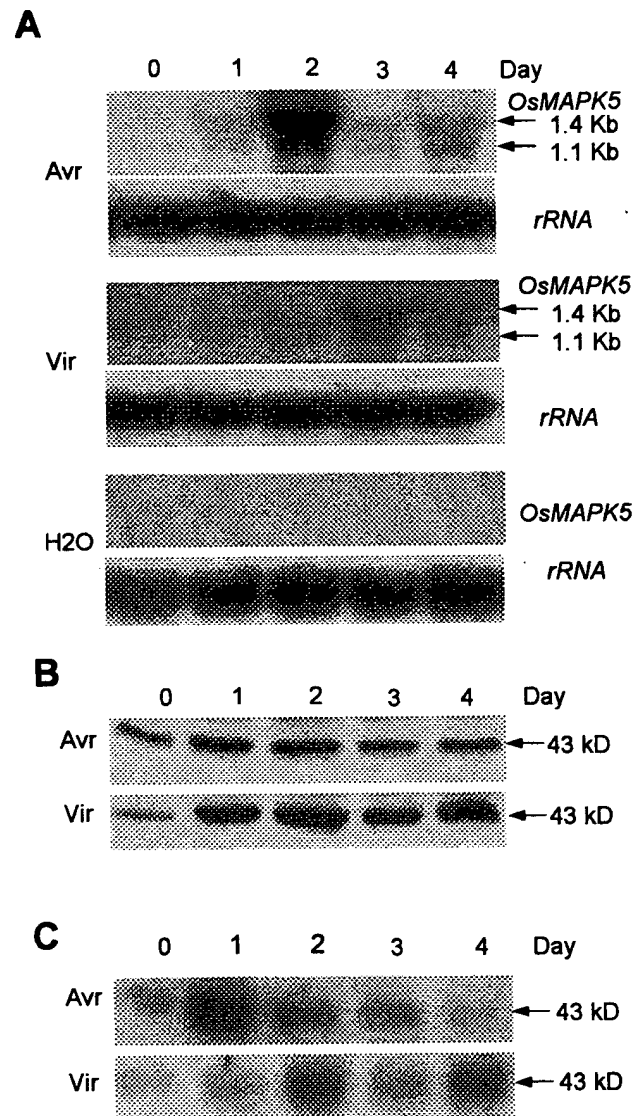 A
0 1 2 3 4 Day
OsMAPK5
1.4 Kb
1.1 Kb
Avr
rRNA
OsMAPK5
1.4 Kb
1.1 Kb
Vir
rRNA
OsMAPK5
H2O
rRNA
B
0 1 2 3 4 Day
Avr 43 kD
Vir 43 kD
C
0 1 2 3 4 Day
Avr 43 kD
Vir 43 kD